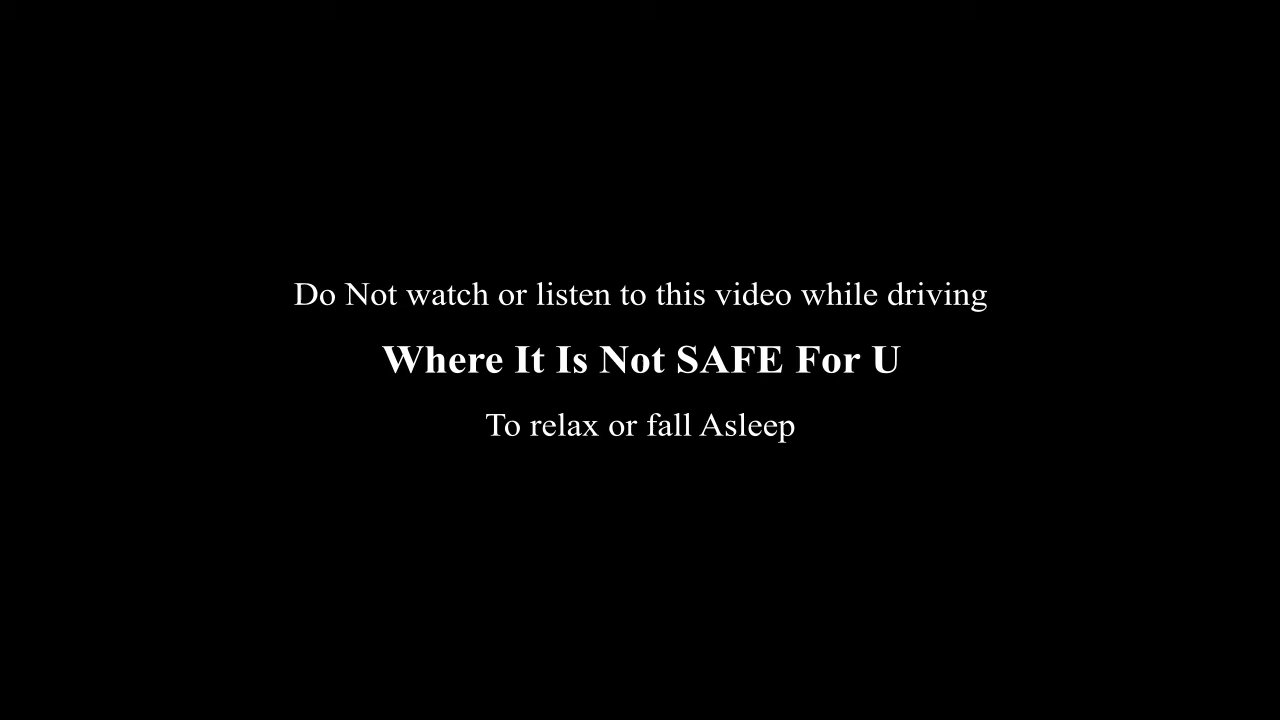 Do Not watch or listen to this video while driving
Where It Is Not SAFE For U
To relax or fall Asleep